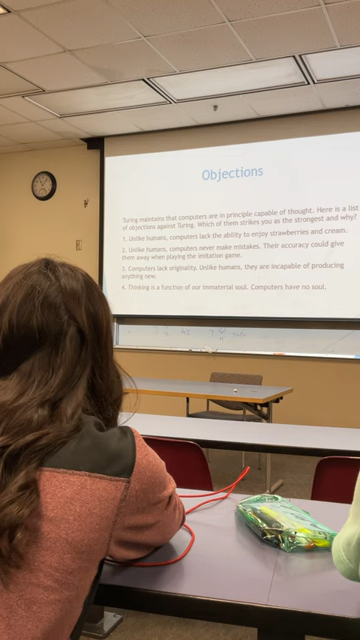 Objections
Turing maintains that computers are in principle capable of thought. Here is a list
of objections against Turing. Which of them strikes you as the strongest and why?
1. Unlike humans, computers lack the ability to enjoy strawberries and cream.
2. Unlike humans, computers never make mistakes. Their accuracy could give
them away when playing the imitation game.
3. Computers lack originality. Unlike humans, they are incapable of producing
anything new.
4. Thinking is a function of our immaterial soul. Computers have no soul.